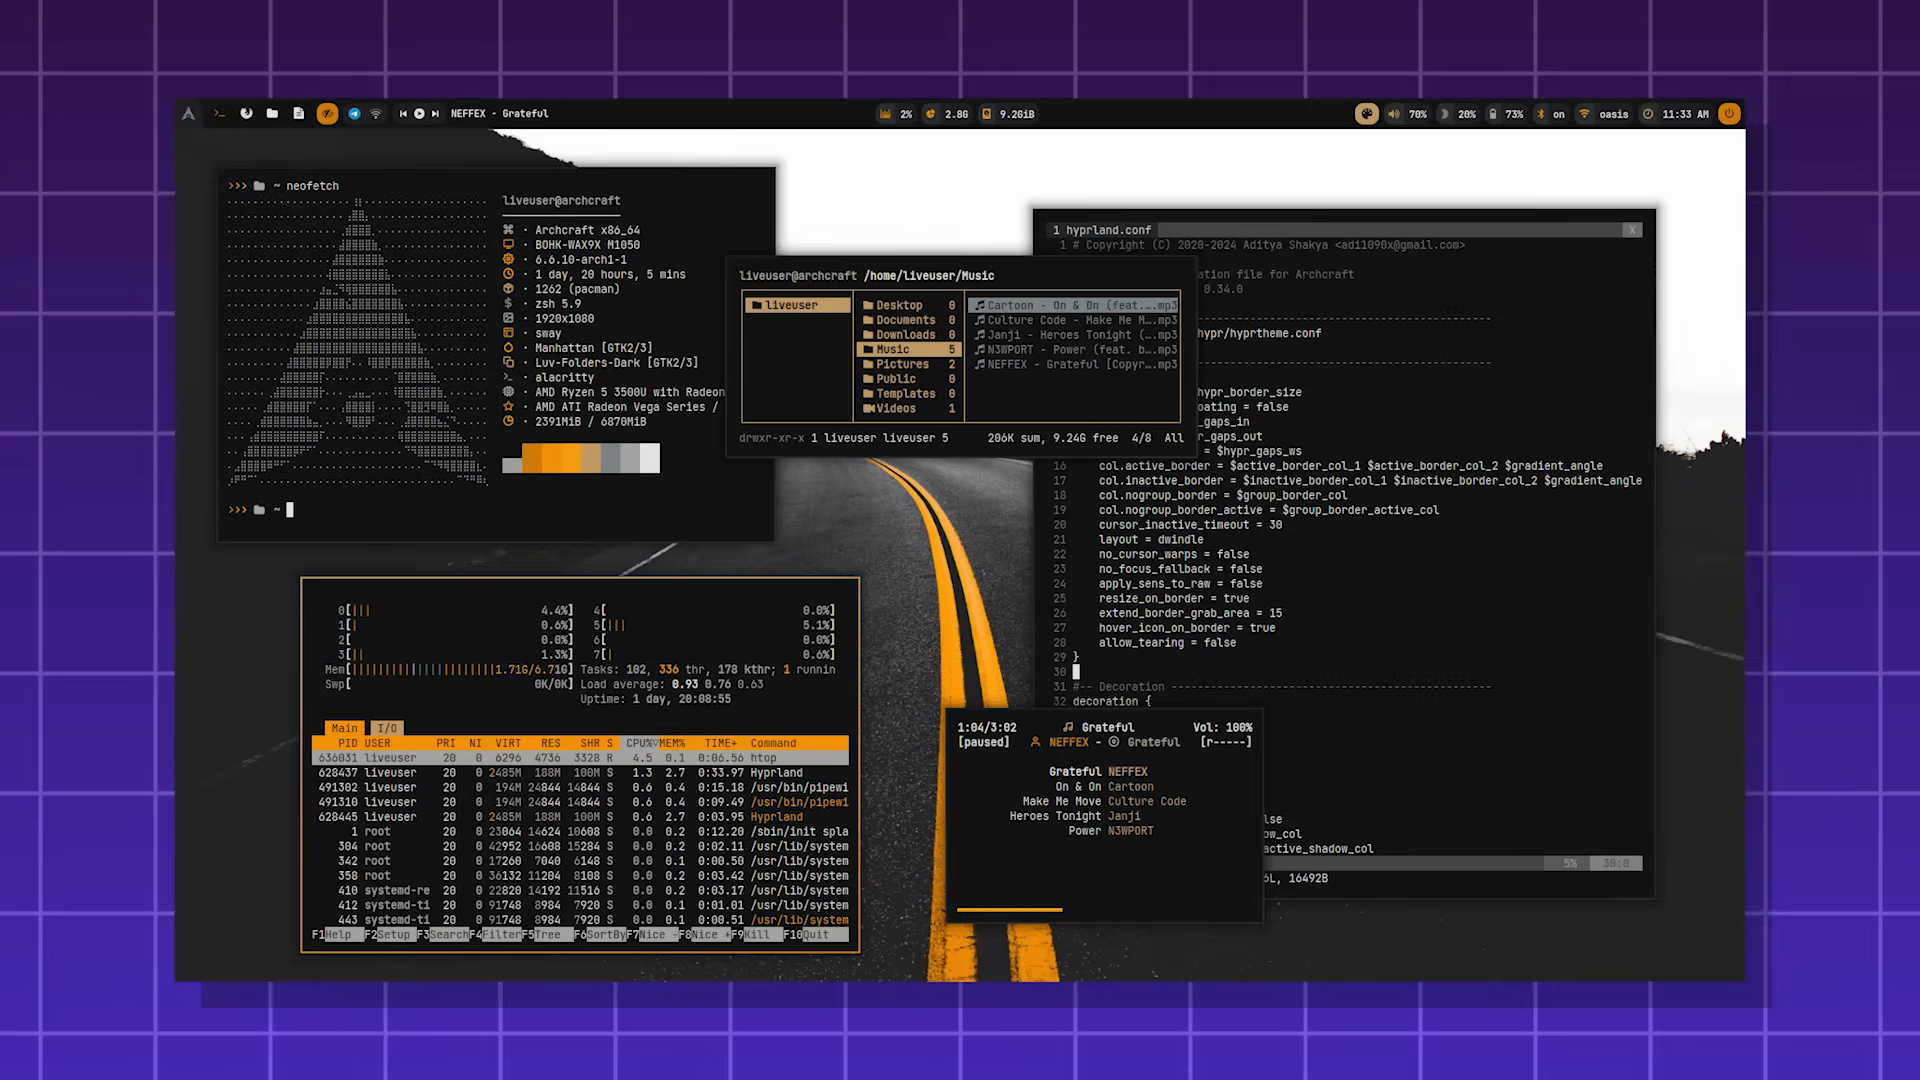 NEFFEX - Grateful
2%
2.8G
9.2GiB
70%
20%
73%
on
oasis
11:33 AM
>>> ~ neofetch
liveuser@archcraft
· Archcraft x86_64
· BOHK-WAX9X M1050
· 6.6.10-arch1-1
· 1 day, 20 hours, 5 mins
· 1262 (pacman)
$ · zsh 5.9
· 1920x1080
· sway
· Manhattan [GTK2/3]
· Luv-Folders-Dark [GTK2/3]
· alacritty
· AMD Ryzen 5 3500U with Radeon
· AMD ATI Radeon Vega Series /
· 2391MiB / 6870MiB
>>> ~
liveuser@archcraft /home/liveuser/Music
liveuser
Desktop 0
Documents 0
Downloads 0
Music 5
Pictures 2
Public 0
Templates 0
Videos 1
Cartoon - On & On (feat....mp3
Culture Code - Make Me M...mp3
Janji - Heroes Tonight (...mp3
N3WPORT - Power (feat. b...mp3
NEFFEX - Grateful [Copyr...mp3
drwxr-xr-x 1 liveuser liveuser 5 206K sum, 9.24G free 4/8 All
1 hyprland.conf X
1 # Copyright (C) 2020-2024 Aditya Shakya <adi1090x@gmail.com>
ation file for Archcraft
0.34.0
hypr/hyprtheme.conf
hypr_border_size
oating = false
_gaps_in
_gaps_out
= $hypr_gaps_ws
16 col.active_border = $active_border_col_1 $active_border_col_2 $gradient_angle
17 col.inactive_border = $inactive_border_col_1 $inactive_border_col_2 $gradient_angle
18 col.nogroup_border = $group_border_col
19 col.nogroup_border_active = $group_border_active_col
20 cursor_inactive_timeout = 30
21 layout = dwindle
22 no_cursor_warps = false
23 no_focus_fallback = false
24 apply_sens_to_raw = false
25 resize_on_border = true
26 extend_border_grab_area = 15
27 hover_icon_on_border = true
28 allow_tearing = false
29 }
30
31 #-- Decoration ----------
32 decoration {
lse
ow_col
active_shadow_col
5% 30:0
6L, 16492B
0[||| 4.4%] 4[ 0.0%]
1[| 0.6%] 5[||| 5.1%]
2[ 0.0%] 6[ 0.0%]
3[|| 1.3%] 7[| 0.6%]
Mem[||||||||||||||||||||||1.71G/6.71G] Tasks: 102, 336 thr, 178 kthr; 1 runnin
Swp[ 0K/0K] Load average: 0.93 0.76 0.63
Uptime: 1 day, 20:08:55
Main I/O
PID USER PRI NI VIRT RES SHR S CPU%▽MEM% TIME+ Command
636031 liveuser 20 0 6296 4736 3328 R 4.5 0.1 0:06.56 htop
628437 liveuser 20 0 2485M 188M 100M S 1.3 2.7 0:33.97 Hyprland
491302 liveuser 20 0 194M 24844 14844 S 0.6 0.4 0:15.18 /usr/bin/pipewi
491310 liveuser 20 0 194M 24844 14844 S 0.6 0.4 0:09.49 /usr/bin/pipewi
628445 liveuser 20 0 2485M 188M 100M S 0.6 2.7 0:03.95 Hyprland
1 root 20 0 23064 14624 10608 S 0.0 0.2 0:12.20 /sbin/init spla
304 root 20 0 42952 16608 15284 S 0.0 0.2 0:02.11 /usr/lib/system
342 root 20 0 17260 7040 6148 S 0.0 0.1 0:00.50 /usr/lib/system
358 root 20 0 36132 11204 8108 S 0.0 0.2 0:03.42 /usr/lib/system
410 systemd-re 20 0 22820 14192 11516 S 0.0 0.2 0:03.17 /usr/lib/system
412 systemd-ti 20 0 91748 8984 7920 S 0.0 0.1 0:01.01 /usr/lib/system
443 systemd-ti 20 0 91748 8984 7920 S 0.0 0.1 0:00.51 /usr/lib/system
F1Help F2Setup F3SearchF4FilterF5Tree F6SortByF7Nice -F8Nice +F9Kill F10Quit
1:04/3:02 Grateful Vol: 100%
[paused] NEFFEX - Grateful [r-----]
Grateful NEFFEX
On & On Cartoon
Make Me Move Culture Code
Heroes Tonight Janji
Power N3WPORT